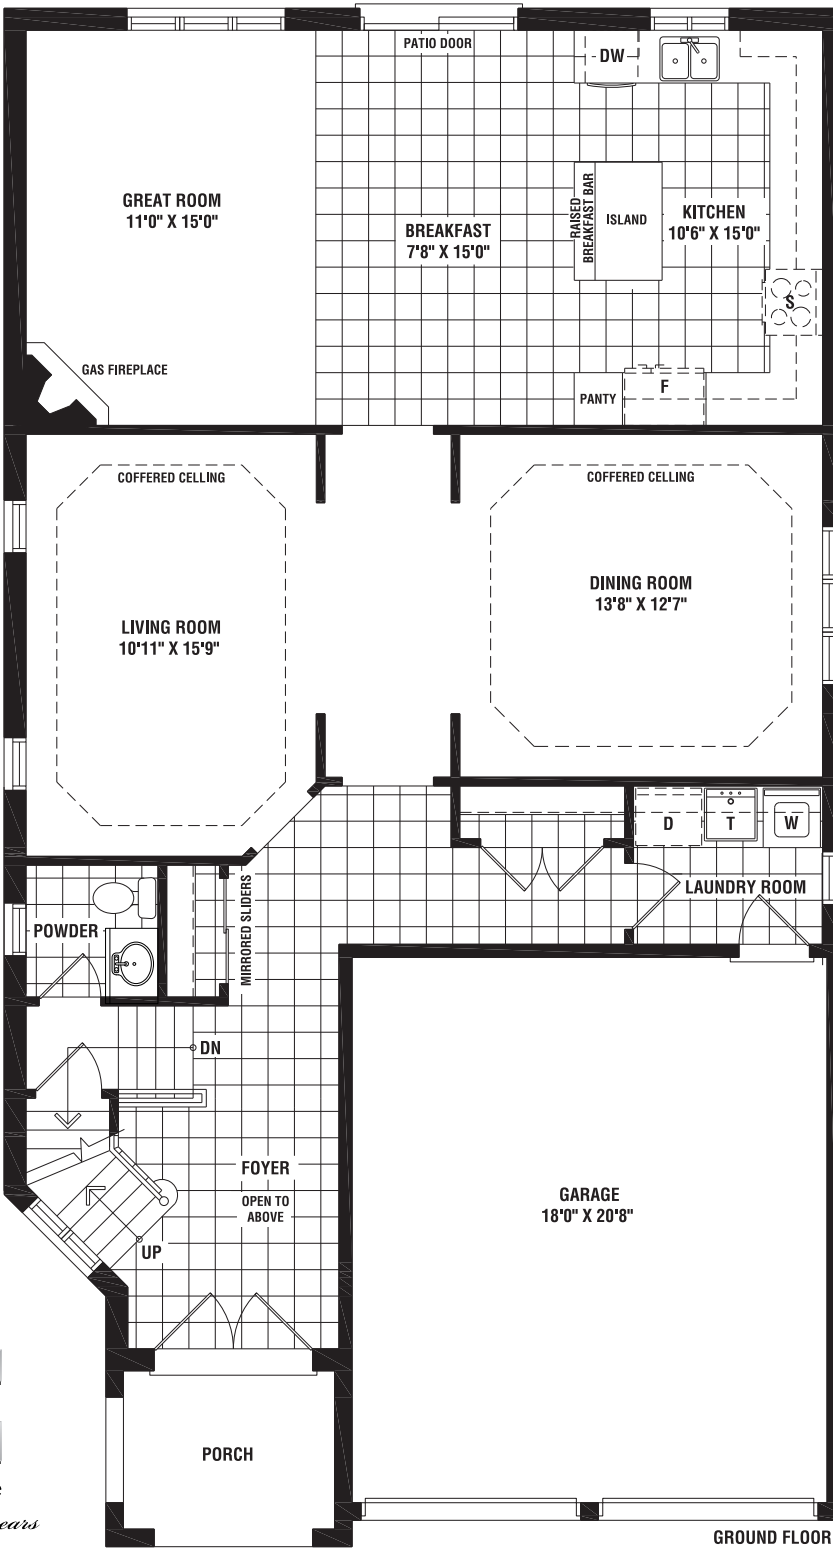 PATIO DOOR
DW
GREAT ROOM
11'0" X 15'0"
BREAKFAST
7'8" X 15'0"
RAISED
BREAKFAST BAR
ISLAND
KITCHEN
10'6" X 15'0"
S
GAS FIREPLACE
PANTY
F
COFFERED CELLING
COFFERED CELLING
LIVING ROOM
10'11" X 15'9"
DINING ROOM
13'8" X 12'7"
D
T
W
LAUNDRY ROOM
POWDER
MIRRORED SLIDERS
DN
FOYER
OPEN TO
ABOVE
UP
GARAGE
18'0" X 20'8"
PORCH
GROUND FLOOR